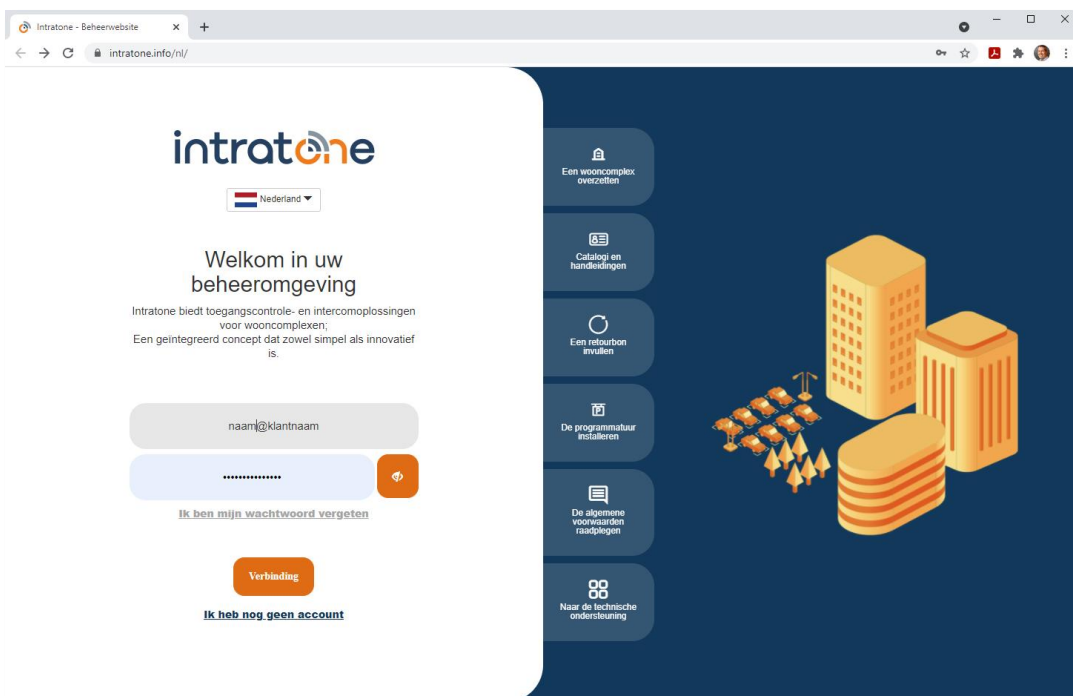 Intratone - Beheerwebsite
intratone.info/nl/
intratone
Nederland
Welkom in uw
beheeromgeving
Intratone biedt toegangscontrole- en intercomoplossingen
voor wooncomplexen;
Een geïntegreerd concept dat zowel simpel als innovatief
is.
naam@klantnaam
Ik ben mijn wachtwoord vergeten
Verbinding
Ik heb nog geen account
Een wooncomplex
overzetten
Catalogi en
handleidingen
Een retourbon
invullen
De programmatuur
installeren
De algemene
voorwaarden
raadplegen
Naar de technische
ondersteuning